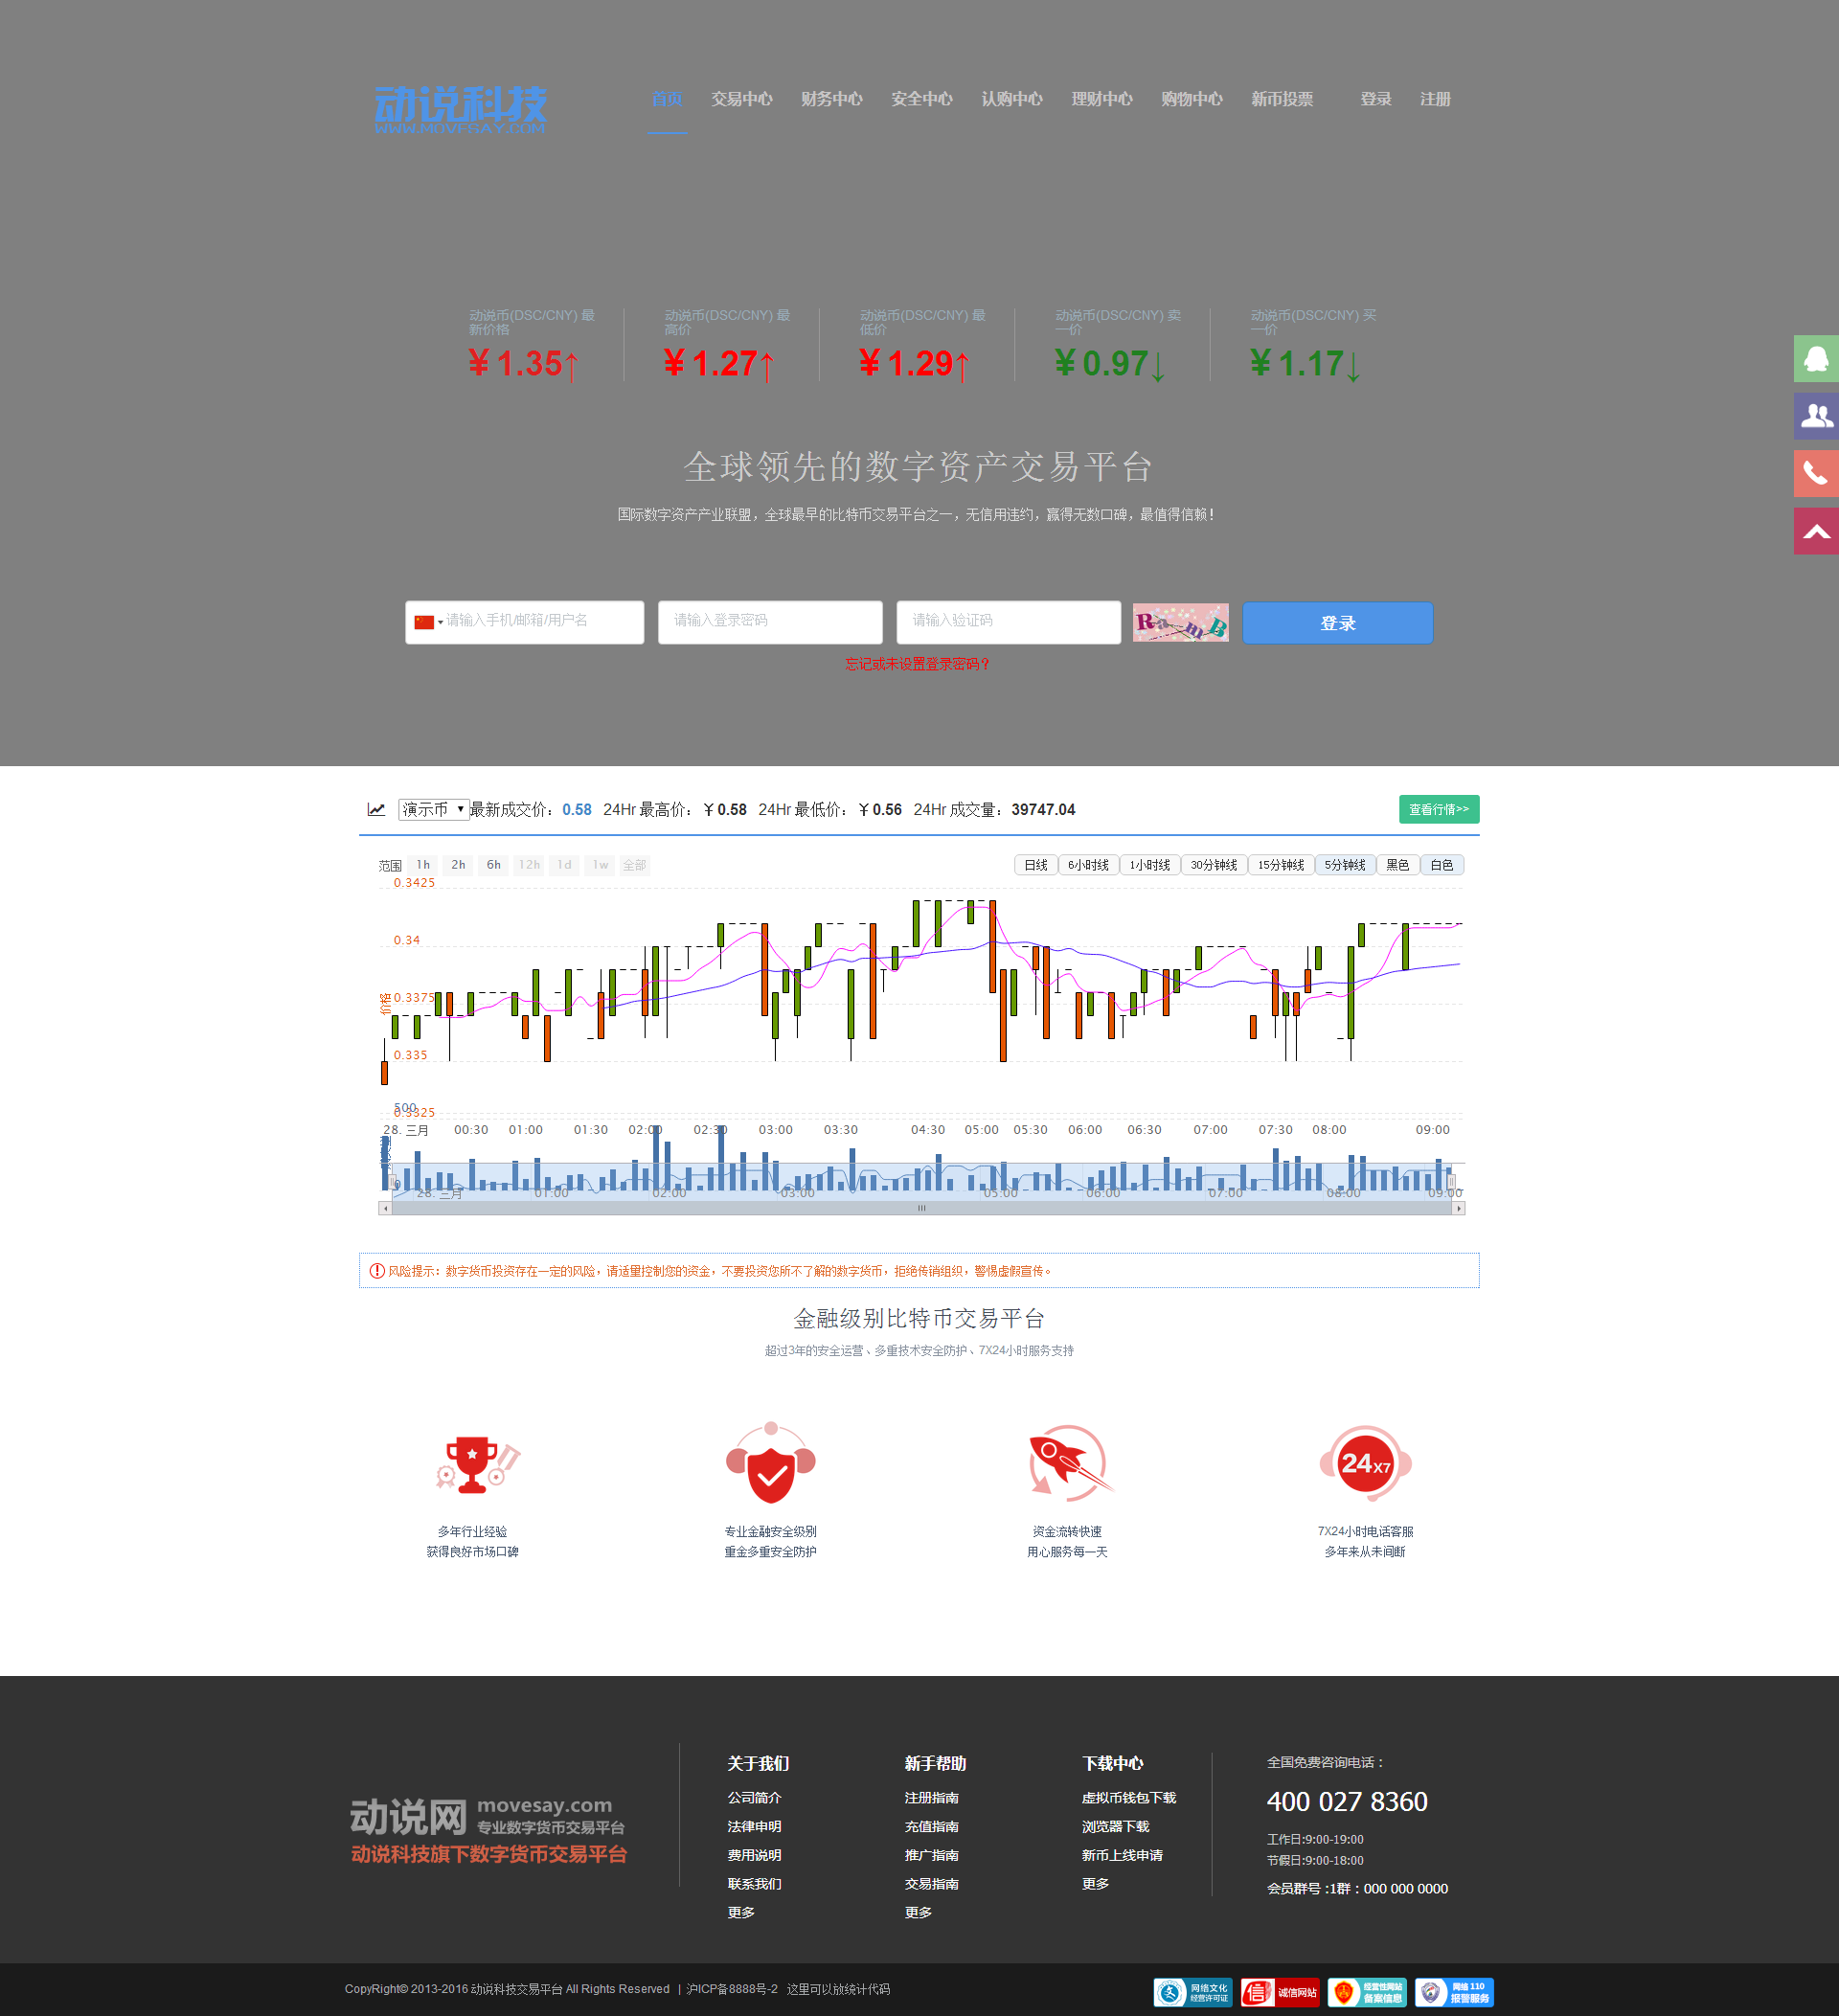 动说科技
WWW.MOVESAY.COM
首页 交易中心 财务中心 安全中心 认购中心 理财中心 购物中心 新币投票 登录 注册
动说币(DSC/CNY) 最新价格
￥1.35↑
动说币(DSC/CNY) 最高价
￥1.27↑
动说币(DSC/CNY) 最低价
￥1.29↑
动说币(DSC/CNY) 卖一价
￥0.97↓
动说币(DSC/CNY) 买一价
￥1.17↓
全球领先的数字资产交易平台
国际数字资产产业联盟，全球最早的比特币交易平台之一，无信用违约，赢得无数口碑，最值得信赖！
请输入手机/邮箱/用户名 请输入登录密码 请输入验证码 RamB 登录
忘记或未设置登录密码？
演示币 最新成交价：0.58 24Hr 最高价：￥0.58 24Hr 最低价：￥0.56 24Hr 成交量：39747.04 查看行情>>
范围 1h 2h 6h 12h 1d 1w 全部 日线 6小时线 1小时线 30分钟线 15分钟线 5分钟线 黑色 白色
0.3425
0.34
0.3375
价格
0.335
500
0.3325
28. 三月 00:30 01:00 01:30 02:00 02:30 03:00 03:30 04:30 05:00 05:30 06:00 06:30 07:00 07:30 08:00 09:00
0
28. 三月 01:00 02:00 03:00 05:00 06:00 07:00 08:00 09:00
风险提示：数字货币投资存在一定的风险，请适量控制您的资金，不要投资您所不了解的数字货币，拒绝传销组织，警惕虚假宣传。
金融级别比特币交易平台
超过3年的安全运营、多重技术安全防护、7X24小时服务支持
24X7
多年行业经验
获得良好市场口碑
专业金融安全级别
重金多重安全防护
资金流转快速
用心服务每一天
7X24小时电话客服
多年来从未间断
动说网 movesay.com
专业数字货币交易平台
动说科技旗下数字货币交易平台
关于我们
公司简介
法律申明
费用说明
联系我们
更多
新手帮助
注册指南
充值指南
推广指南
交易指南
更多
下载中心
虚拟币钱包下载
浏览器下载
新币上线申请
更多
全国免费咨询电话：
400 027 8360
工作日:9:00-19:00
节假日:9:00-18:00
会员群号 :1群：000 000 0000
CopyRight© 2013-2016 动说科技交易平台 All Rights Reserved | 沪ICP备8888号-2 这里可以放统计代码
网络文化
经营许可证
信 诚信网站
经营性网站
备案信息
网络 110
报警服务